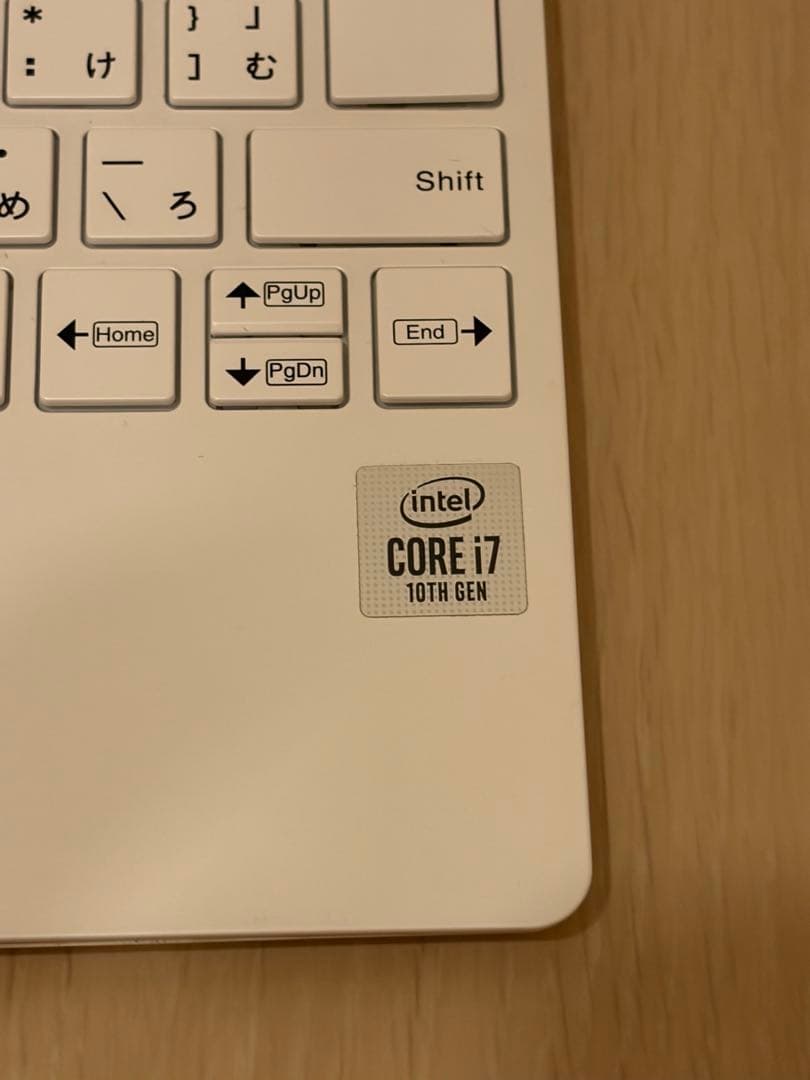 * } 」
: け ] む
_
め \ ろ
Shift
↑ PgUp
← Home
End →
↓ PgDn
intel
CORE i7
10TH GEN